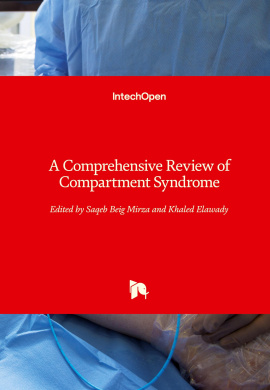 IntechOpen
A Comprehensive Review of
Compartment Syndrome
Edited by Saqeb Beig Mirza and Khaled Elawady